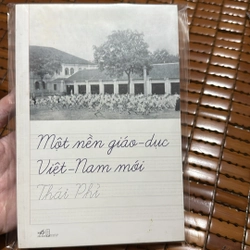 Một nền giáo-dục
Việt-Nam mới
Thái Phỉ